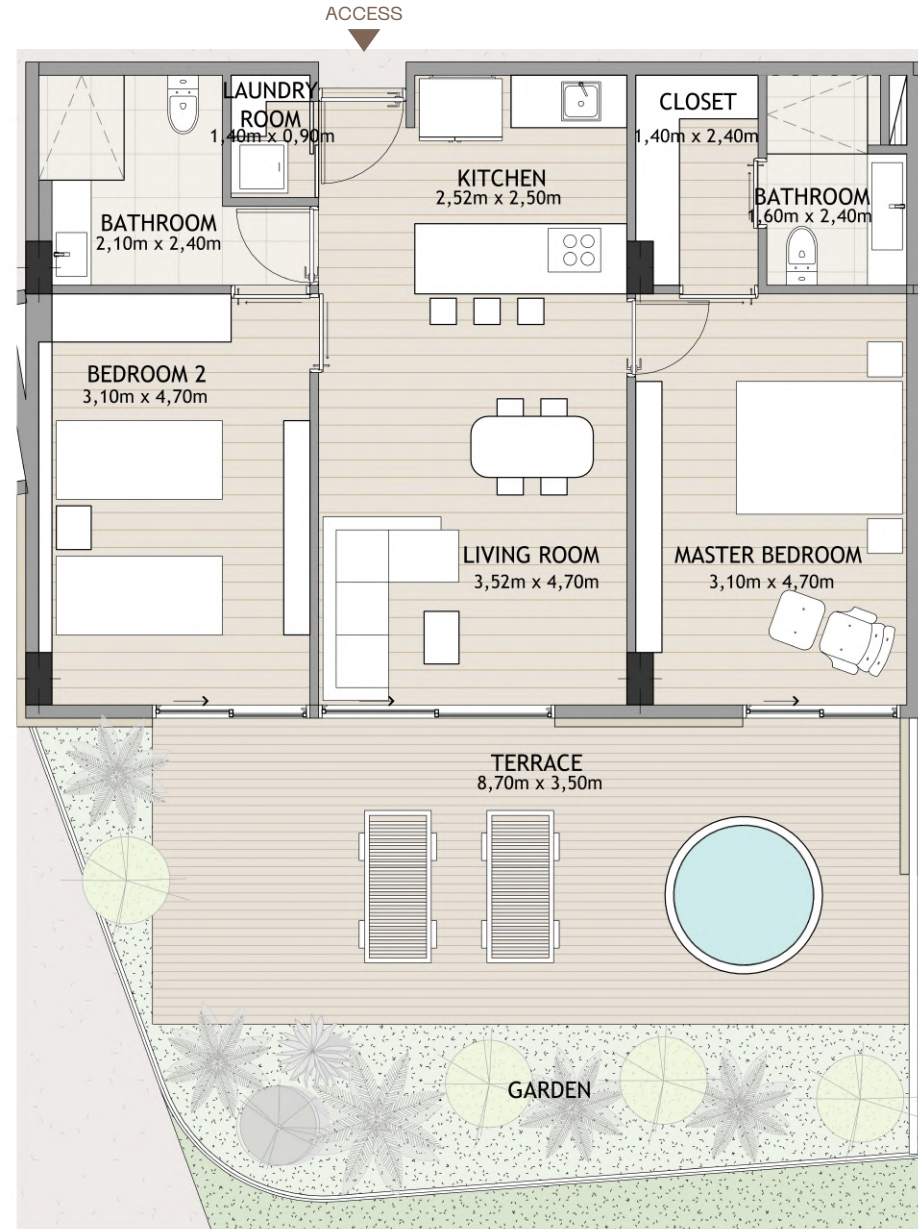 ACCESS
LAUNDRY
ROOM
1,40m x 0,90m
CLOSET
1,40m x 2,40m
KITCHEN
2,52m x 2,50m
BATHROOM
2,10m x 2,40m
BATHROOM
1,60m x 2,40m
BEDROOM 2
3,10m x 4,70m
LIVING ROOM
3,52m x 4,70m
MASTER BEDROOM
3,10m x 4,70m
TERRACE
8,70m x 3,50m
GARDEN